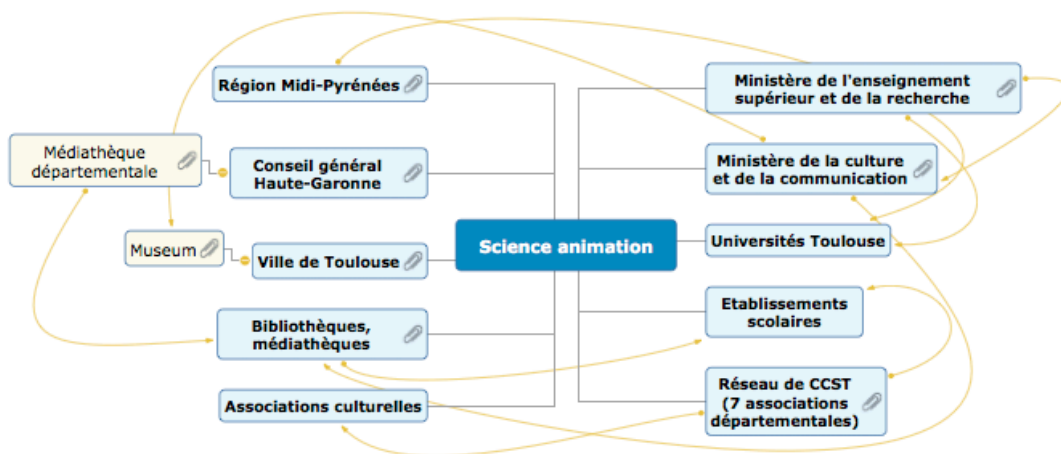 Région Midi-Pyrénées
Médiathèque
départementale
Conseil général
Haute-Garonne
Museum
Ville de Toulouse
Bibliothèques,
médiathèques
Associations culturelles
Science animation
Ministère de l'enseignement
supérieur et de la recherche
Ministère de la culture
et de la communication
Universités Toulouse
Etablissements
scolaires
Réseau de CCST
(7 associations
départementales)